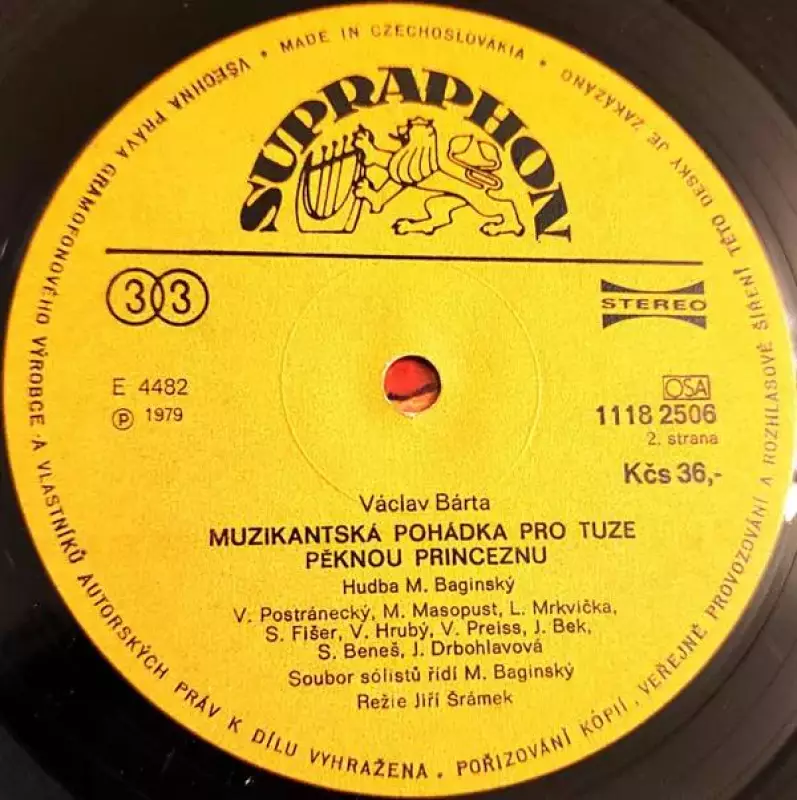 VŠECHNA PRÁVA GRAMOFONOVÉHO VÝROBCE · A VLASTNÍKŮ AUTORSKÝCH PRÁV K DÍLU VYHRAŽENA · POŘIZOVÁNÍ KÓPIÍ, VEŘEJNÉ PROVOZOVÁNÍ A ROZHLASOVÉ ŠÍŘENÍ TÉTO DESKY JE ZAKÁZÁNO
· MADE IN CZECHOSLOVAKIA ·
SUPRAPHON
33
STEREO
E 4482
Ⓟ 1979
OSA
1118 2506
2. strana
Kčs 36,-
Václav Bárta
MUZIKANTSKÁ POHÁDKA PRO TUZE
PĚKNOU PRINCEZNU
Hudba M. Baginský
V. Postránecký, M. Masopust, L. Mrkvička,
S. Fišer, V. Hrubý, V. Preiss, J. Bek,
S. Beneš, J. Drbohlavová
Soubor sólistů řídí M. Baginský
Režie Jiří Šrámek